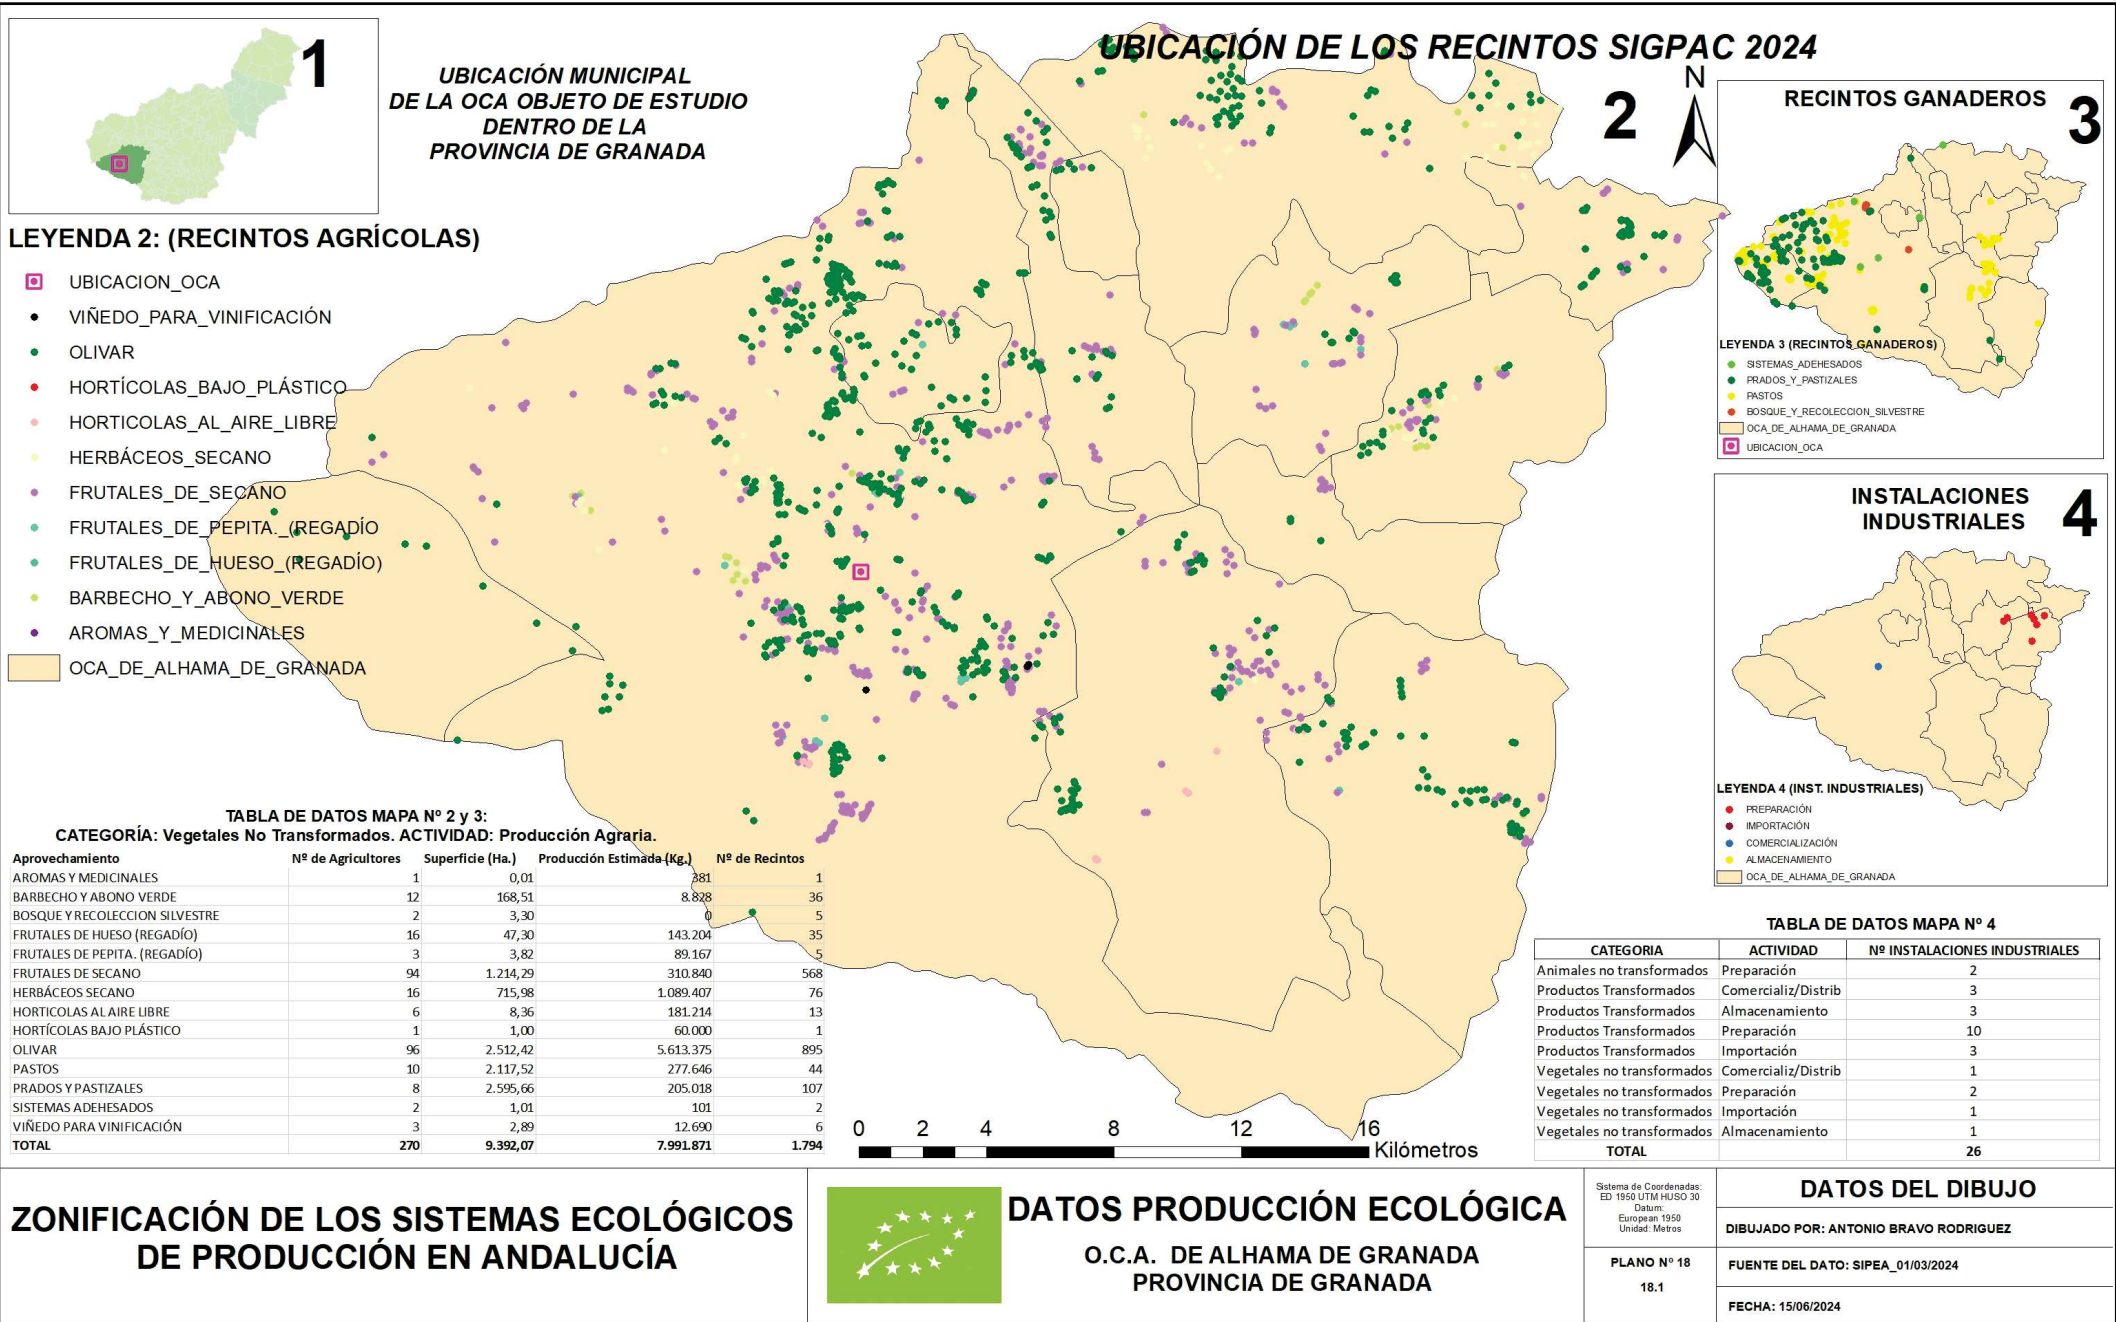 1
UBICACIÓN MUNICIPAL
DE LA OCA OBJETO DE ESTUDIO
DENTRO DE LA
PROVINCIA DE GRANADA
UBICACIÓN DE LOS RECINTOS SIGPAC 2024
N
2
RECINTOS GANADEROS
3
LEYENDA 3 (RECINTOS GANADEROS)
SISTEMAS_ADEHESADOS
PRADOS_Y_PASTIZALES
PASTOS
BOSQUE_Y_RECOLECCION_SILVESTRE
OCA_DE_ALHAMA_DE_GRANADA
UBICACION_OCA
LEYENDA 2: (RECINTOS AGRÍCOLAS)
UBICACION_OCA
VIÑEDO_PARA_VINIFICACIÓN
OLIVAR
HORTÍCOLAS_BAJO_PLÁSTICO
HORTICOLAS_AL_AIRE_LIBRE
HERBÁCEOS_SECANO
FRUTALES_DE_SECANO
FRUTALES_DE_PEPITA._(REGADÍO
FRUTALES_DE_HUESO_(REGADÍO)
BARBECHO_Y_ABONO_VERDE
AROMAS_Y_MEDICINALES
OCA_DE_ALHAMA_DE_GRANADA
INSTALACIONES
INDUSTRIALES
4
LEYENDA 4 (INST. INDUSTRIALES)
PREPARACIÓN
IMPORTACIÓN
COMERCIALIZACIÓN
ALMACENAMIENTO
OCA_DE_ALHAMA_DE_GRANADA
TABLA DE DATOS MAPA Nº 2 y 3:
CATEGORÍA: Vegetales No Transformados. ACTIVIDAD: Producción Agraria.
Aprovechamiento Nº de Agricultores Superficie (Ha.) Producción Estimada (Kg.) Nº de Recintos
AROMAS Y MEDICINALES 1 0,01 381 1
BARBECHO Y ABONO VERDE 12 168,51 8.828 36
BOSQUE Y RECOLECCION SILVESTRE 2 3,30 0 5
FRUTALES DE HUESO (REGADÍO) 16 47,30 143.204 35
FRUTALES DE PEPITA. (REGADÍO) 3 3,82 89.167 5
FRUTALES DE SECANO 94 1.214,29 310.840 568
HERBÁCEOS SECANO 16 715,98 1.089.407 76
HORTICOLAS AL AIRE LIBRE 6 8,36 181.214 13
HORTÍCOLAS BAJO PLÁSTICO 1 1,00 60.000 1
OLIVAR 96 2.512,42 5.613.375 895
PASTOS 10 2.117,52 277.646 44
PRADOS Y PASTIZALES 8 2.595,66 205.018 107
SISTEMAS ADEHESADOS 2 1,01 101 2
VIÑEDO PARA VINIFICACIÓN 3 2,89 12.690 6
TOTAL 270 9.392,07 7.991.871 1.794
0 2 4 8 12 16
Kilómetros
TABLA DE DATOS MAPA Nº 4
CATEGORIA ACTIVIDAD Nº INSTALACIONES INDUSTRIALES
Animales no transformados Preparación 2
Productos Transformados Comercializ/Distrib 3
Productos Transformados Almacenamiento 3
Productos Transformados Preparación 10
Productos Transformados Importación 3
Vegetales no transformados Comercializ/Distrib 1
Vegetales no transformados Preparación 2
Vegetales no transformados Importación 1
Vegetales no transformados Almacenamiento 1
TOTAL 26
ZONIFICACIÓN DE LOS SISTEMAS ECOLÓGICOS
DE PRODUCCIÓN EN ANDALUCÍA
DATOS PRODUCCIÓN ECOLÓGICA
O.C.A. DE ALHAMA DE GRANADA
PROVINCIA DE GRANADA
Sistema de Coordenadas:
ED 1950 UTM HUSO 30
Datum:
European 1950
Unidad: Metros
PLANO Nº 18
18.1
DATOS DEL DIBUJO
DIBUJADO POR: ANTONIO BRAVO RODRIGUEZ
FUENTE DEL DATO: SIPEA_01/03/2024
FECHA: 15/06/2024